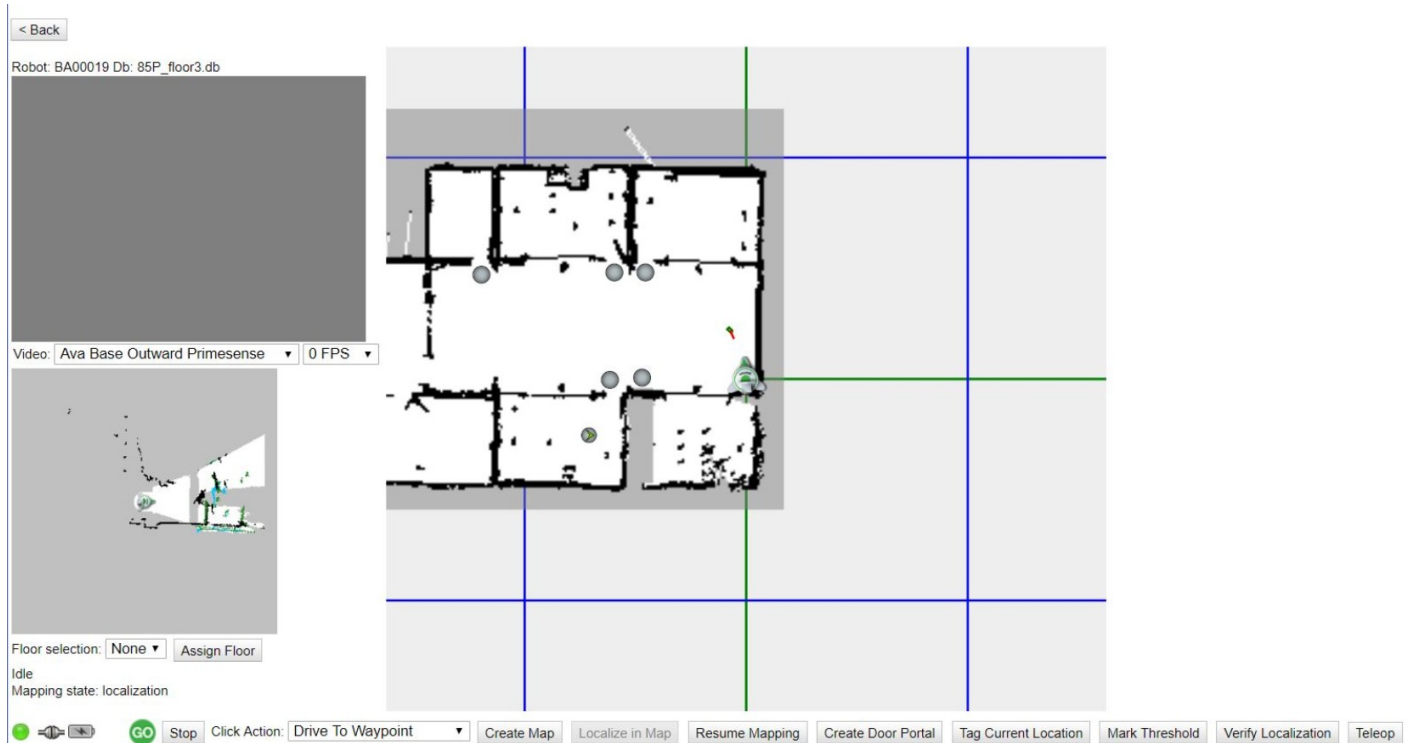 < Back
Robot: BA00019 Db: 85P_floor3.db
Video: Ava Base Outward Primesense 0 FPS
Floor selection: None Assign Floor
Idle
Mapping state: localization
GO Stop Click Action: Drive To Waypoint Create Map Localize in Map Resume Mapping Create Door Portal Tag Current Location Mark Threshold Verify Localization Teleop